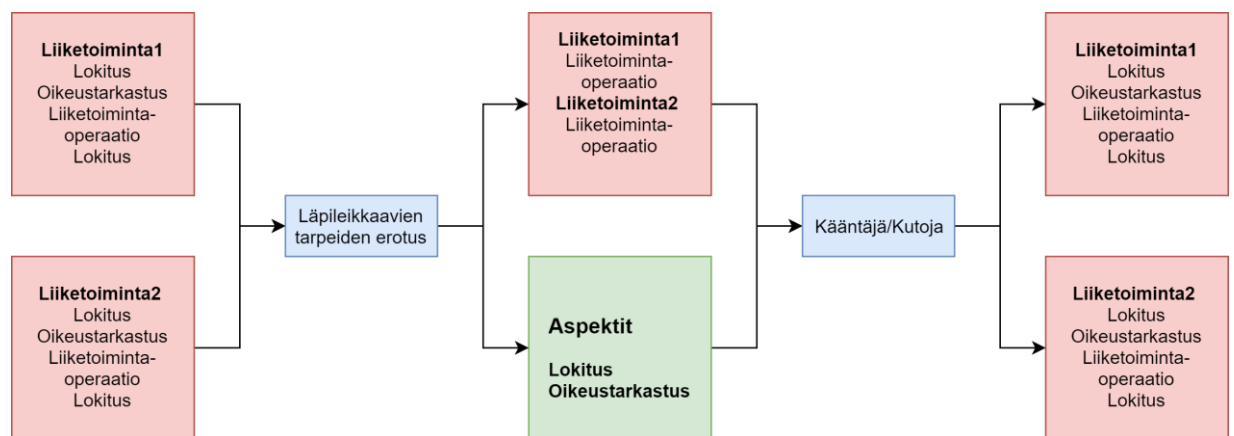 Liiketoiminta1
Lokitus
Oikeustarkastus
Liiketoiminta-
operaatio
Lokitus
Liiketoiminta2
Lokitus
Oikeustarkastus
Liiketoiminta-
operaatio
Lokitus
Läpileikkaavien
tarpeiden erotus
Liiketoiminta1
Liiketoiminta-
operaatio
Liiketoiminta2
Liiketoiminta-
operaatio
Aspektit
Lokitus
Oikeustarkastus
Kääntäjä/Kutoja
Liiketoiminta1
Lokitus
Oikeustarkastus
Liiketoiminta-
operaatio
Lokitus
Liiketoiminta2
Lokitus
Oikeustarkastus
Liiketoiminta-
operaatio
Lokitus